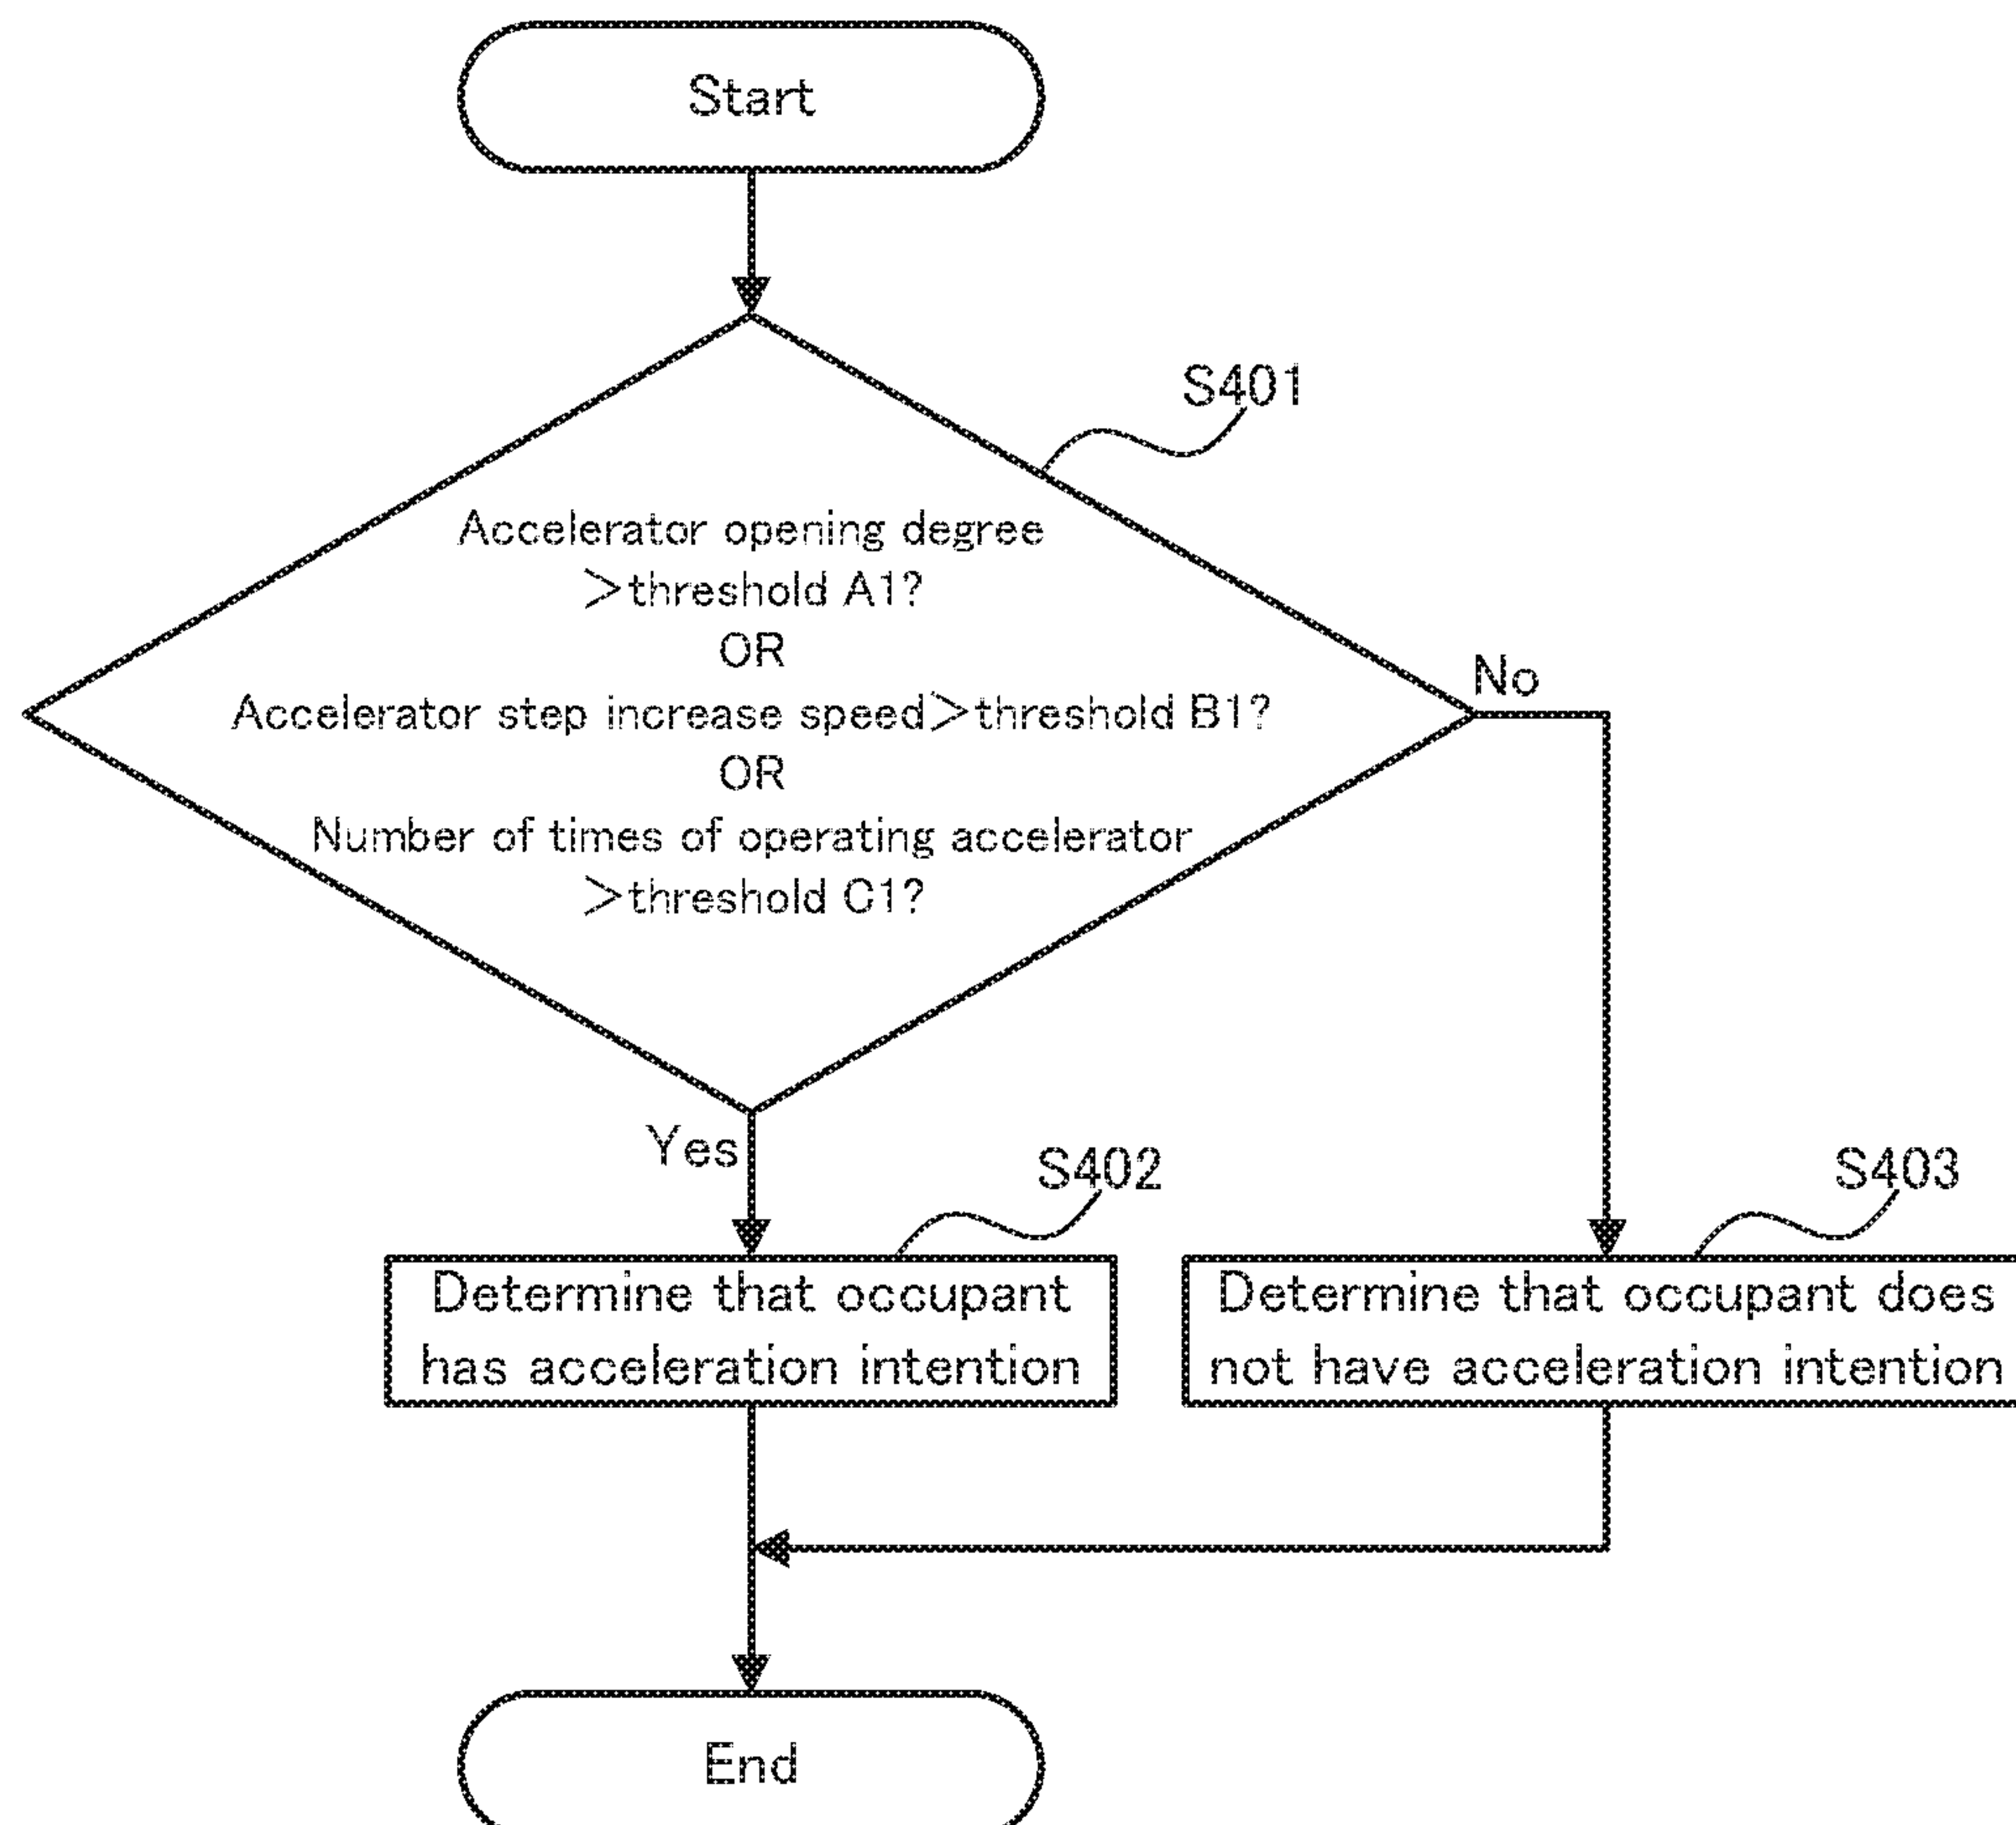 Start
S401
Accelerator opening degree
>threshold A1?
OR
Accelerator step increase speed>threshold B1?
OR
Number of times of operating accelerator
>threshold C1?
No
Yes
S402
S403
Determine that occupant
has acceleration intention
Determine that occupant does
not have acceleration intention
End